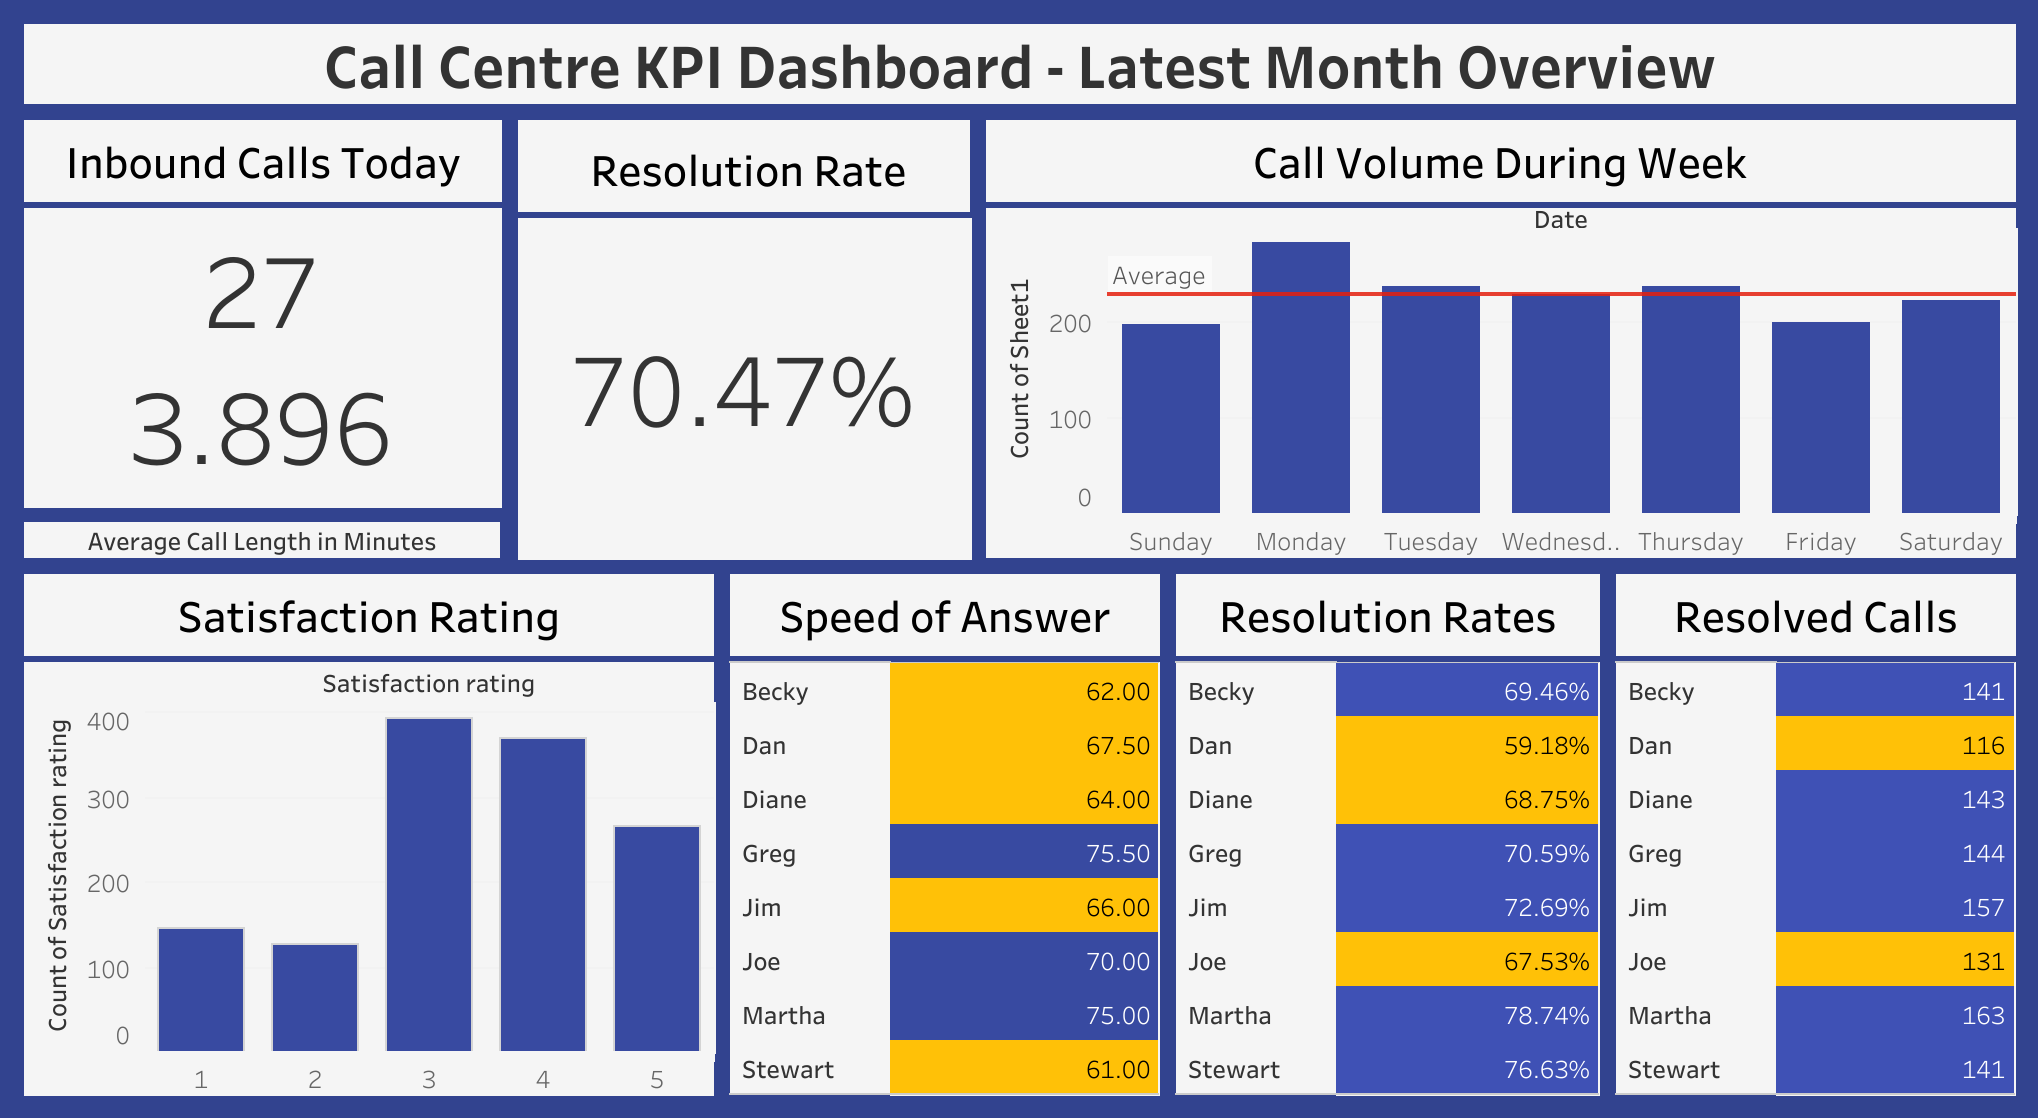 Call Centre KPI Dashboard - Latest Month Overview
Inbound Calls Today
27
3.896
Average Call Length in Minutes
Resolution Rate
70.47%
Call Volume During Week
Date
Average
Count of Sheet1
200
100
0
Sunday Monday Tuesday Wednesd.. Thursday Friday Saturday
Satisfaction Rating
Satisfaction rating
Count of Satisfaction rating
400
300
200
100
0
1 2 3 4 5
Speed of Answer
Becky 62.00
Dan 67.50
Diane 64.00
Greg 75.50
Jim 66.00
Joe 70.00
Martha 75.00
Stewart 61.00
Resolution Rates
Becky 69.46%
Dan 59.18%
Diane 68.75%
Greg 70.59%
Jim 72.69%
Joe 67.53%
Martha 78.74%
Stewart 76.63%
Resolved Calls
Becky 141
Dan 116
Diane 143
Greg 144
Jim 157
Joe 131
Martha 163
Stewart 141